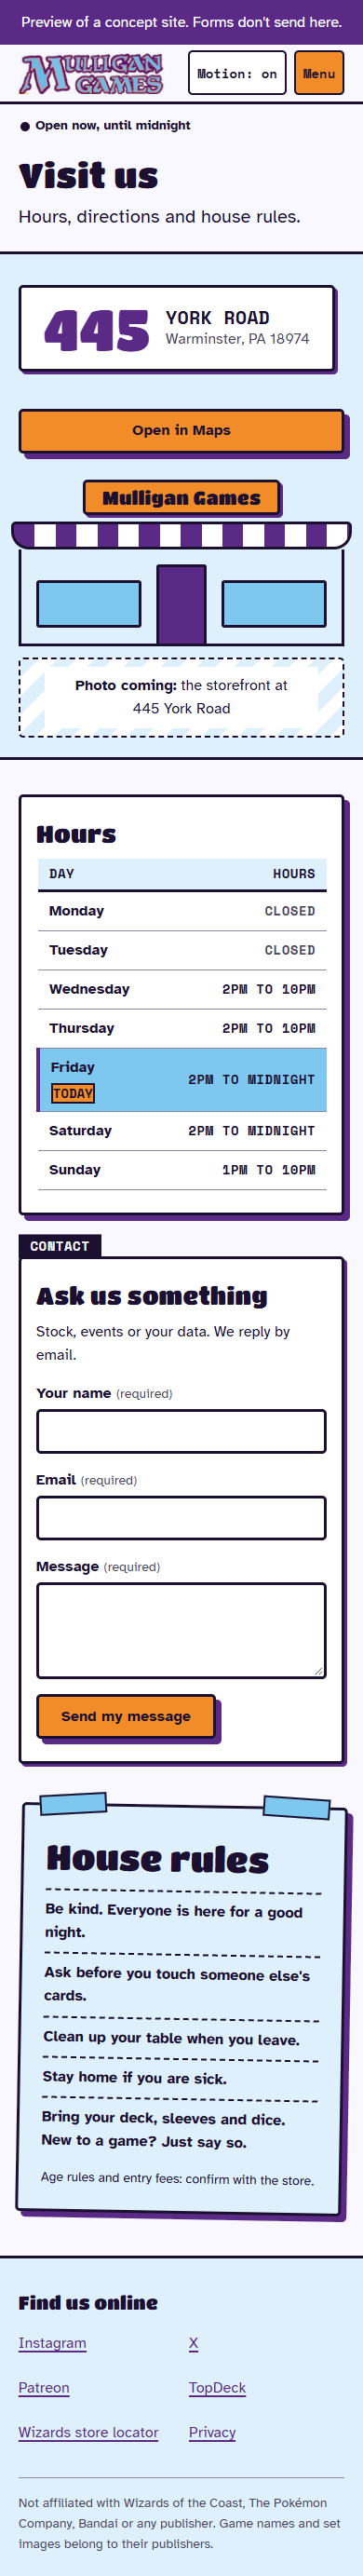 Preview of a concept site. Forms don't send here.
MULLIGAN GAMES
Motion: on
Menu
Open now, until midnight
Visit us
Hours, directions and house rules.
445
YORK ROAD
Warminster, PA 18974
Open in Maps
Mulligan Games
Photo coming: the storefront at
445 York Road
Hours
DAY HOURS
Monday CLOSED
Tuesday CLOSED
Wednesday 2PM TO 10PM
Thursday 2PM TO 10PM
Friday
TODAY
2PM TO MIDNIGHT
Saturday 2PM TO MIDNIGHT
Sunday 1PM TO 10PM
CONTACT
Ask us something
Stock, events or your data. We reply by
email.
Your name (required)
Email (required)
Message (required)
Send my message
House rules
Be kind. Everyone is here for a good
night.
Ask before you touch someone else's
cards.
Clean up your table when you leave.
Stay home if you are sick.
Bring your deck, sleeves and dice.
New to a game? Just say so.
Age rules and entry fees: confirm with the store.
Find us online
Instagram X
Patreon TopDeck
Wizards store locator Privacy
Not affiliated with Wizards of the Coast, The Pokémon
Company, Bandai or any publisher. Game names and set
images belong to their publishers.